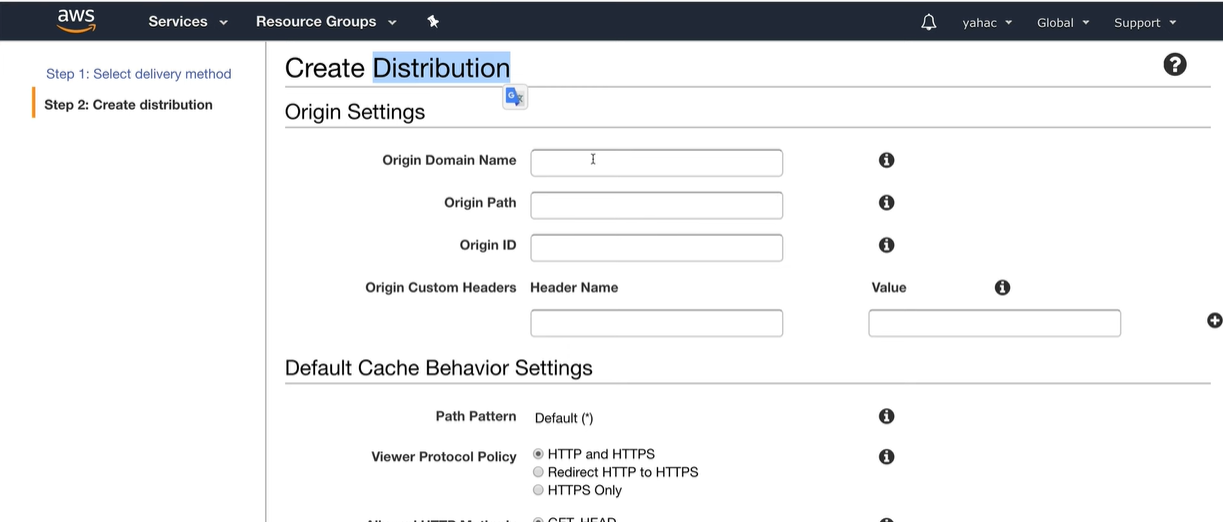 aws Services Resource Groups yahac Global Support
Step 1: Select delivery method
Step 2: Create distribution
Create Distribution
Origin Settings
Origin Domain Name
Origin Path
Origin ID
Origin Custom Headers Header Name Value
Default Cache Behavior Settings
Path Pattern Default (*)
Viewer Protocol Policy HTTP and HTTPS
Redirect HTTP to HTTPS
HTTPS Only
GET, HEAD